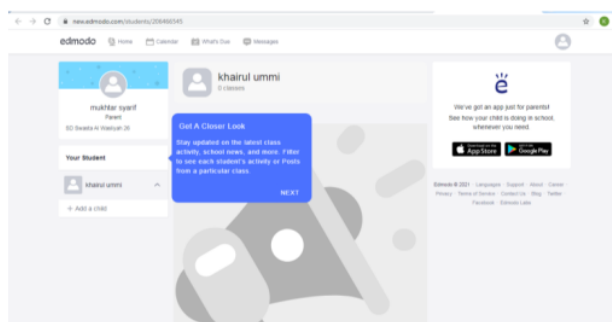 new.edmodo.com/students/206466545
edmodo Home Calendar What's Due Messages
mukhtar syarif
Parent
SD Swasta Al Wasliyah 26
Your Student
khairul ummi
+ Add a child
khairul ummi
0 classes
Get A Closer Look
Stay updated on the latest class
activity, school news, and more. Filter
to see each student's activity or Posts
from a particular class.
NEXT
ë
We've got an app just for parents!
See how your child is doing in school,
whenever you need.
App Store
Google Play
Edmodo © 2021 · Languages · Support · About · Career ·
Privacy · Terms of Service · Contact Us · Blog · Twitter ·
Facebook · Edmodo Labs